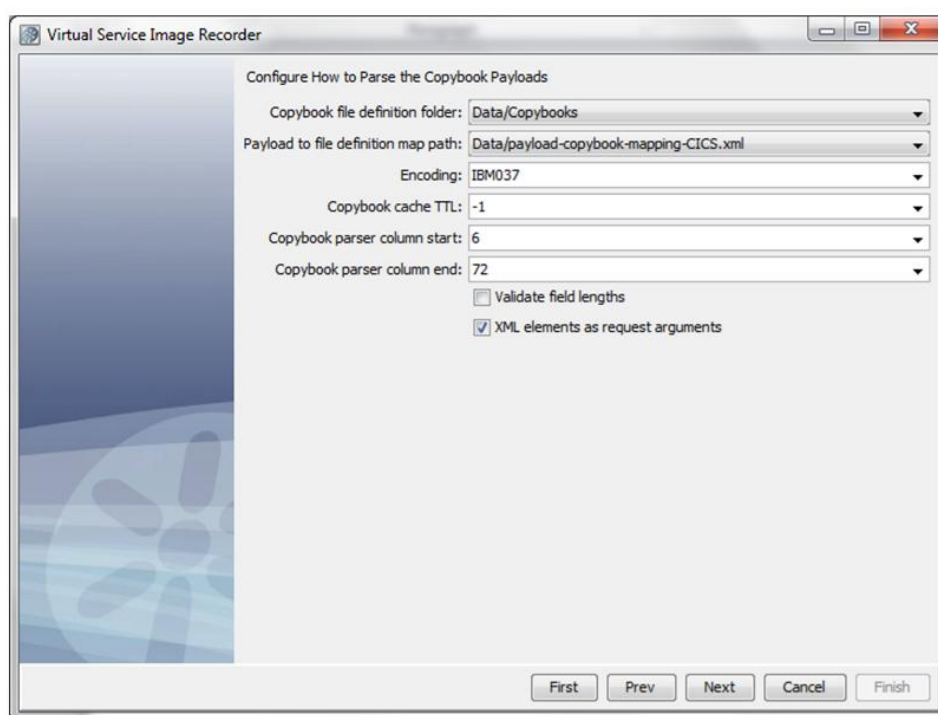 Virtual Service Image Recorder
Configure How to Parse the Copybook Payloads
Copybook file definition folder: Data/Copybooks
Payload to file definition map path: Data/payload-copybook-mapping-CICS.xml
Encoding: IBM037
Copybook cache TTL: -1
Copybook parser column start: 6
Copybook parser column end: 72
Validate field lengths
XML elements as request arguments
First Prev Next Cancel Finish